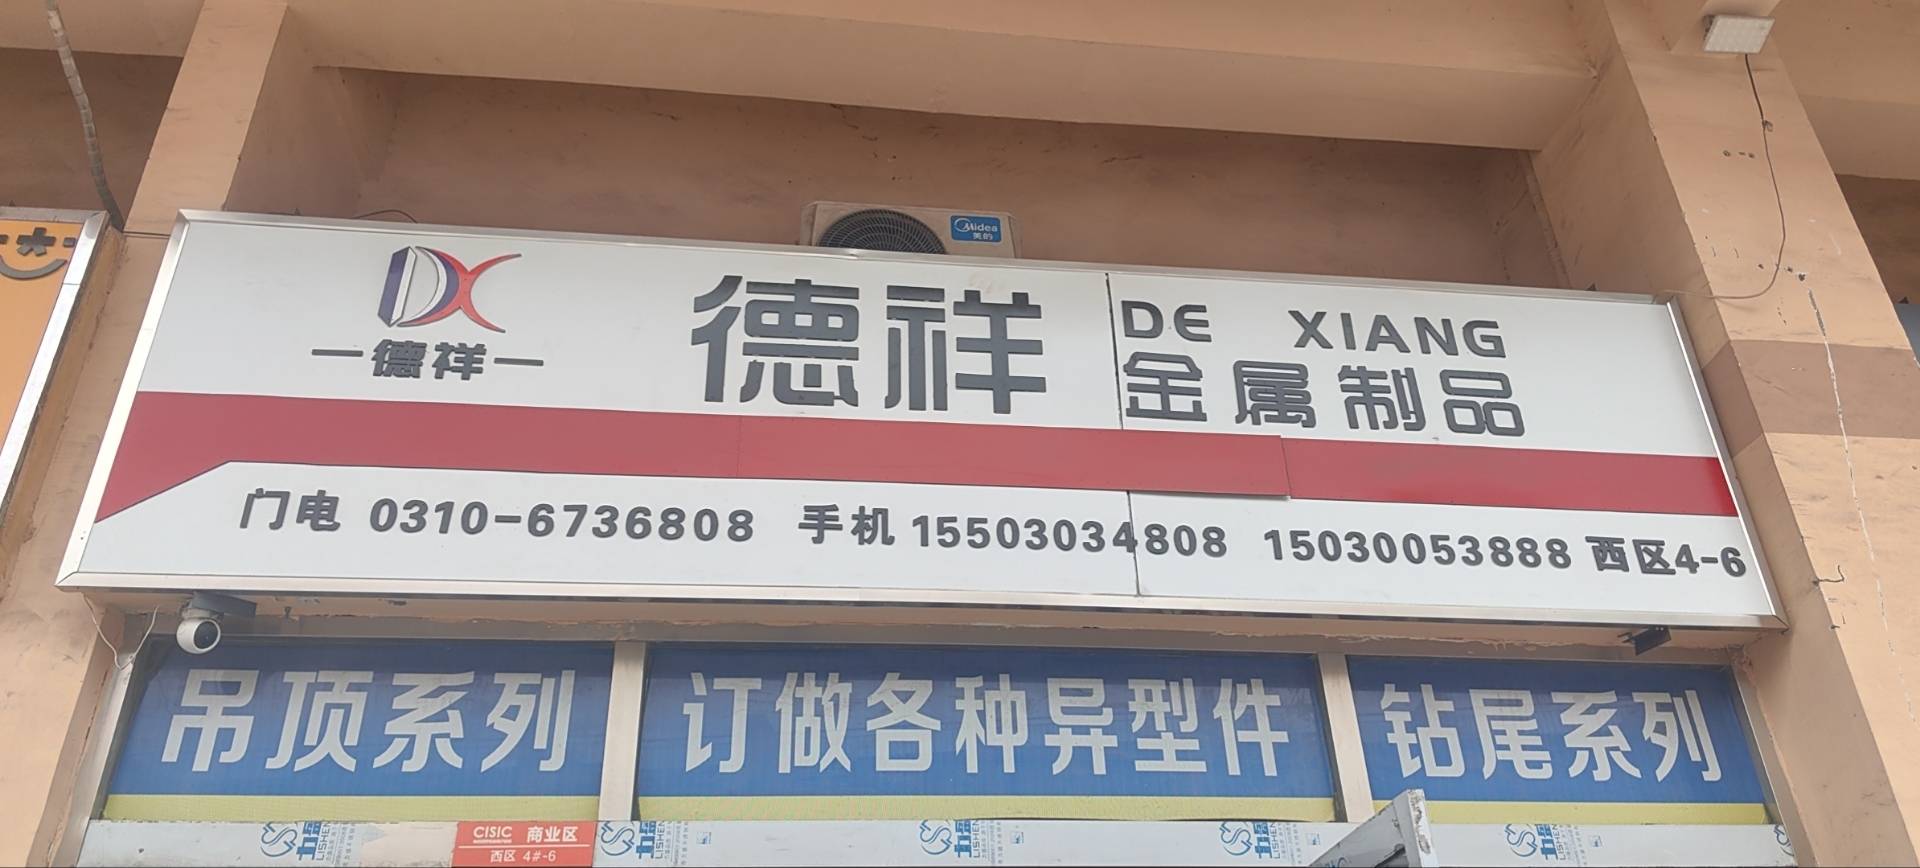 Midea
美的
DX
德祥 DE XIANG
—德祥— 金属制品
门电 0310-6736808 手机 15503034808 15030053888 西区4-6
吊顶系列 订做各种异型件 钻尾系列
CISIC 商业区
西区 4#-6
LISHEN